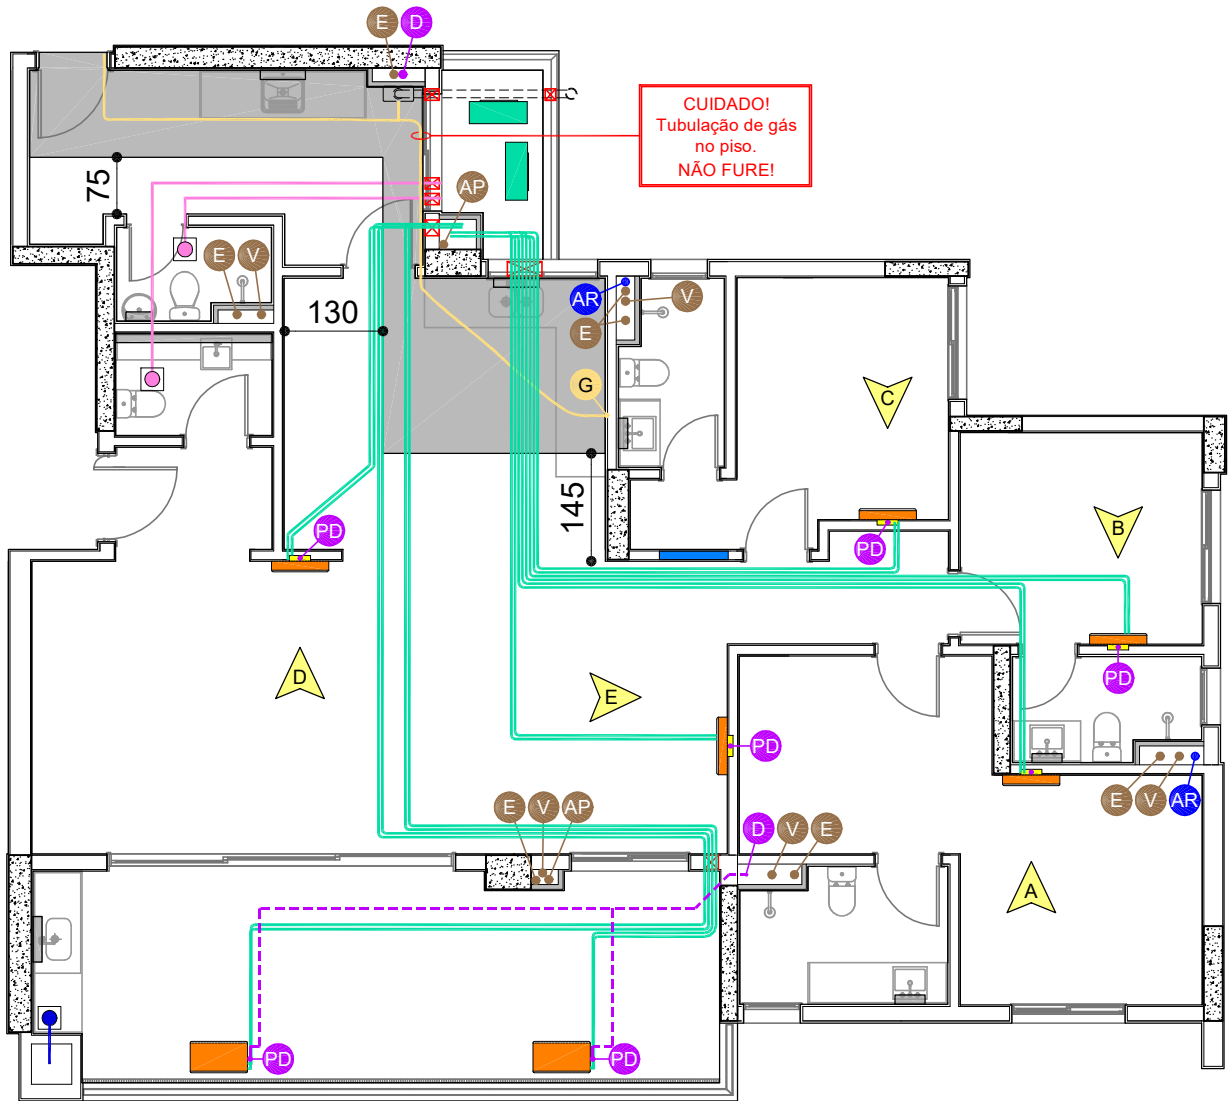 E D
CUIDADO!
Tubulação de gás
no piso.
NÃO FURE!
75
AP
E V
AR
V
E
130
G
C
145
B
PD
PD
D
E
PD
PD
E V AP
D V E
E V AR
A
PD
PD